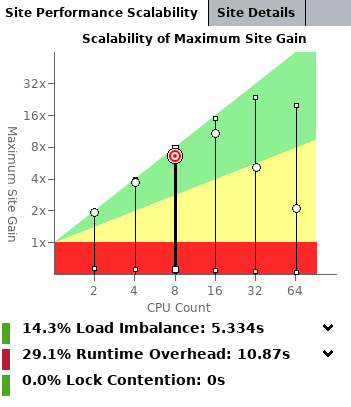 Site Performance Scalability
Site Details
Scalability of Maximum Site Gain
Maximum Site Gain
32x
16x
8x
4x
2x
1x
2 4 8 16 32 64
CPU Count
14.3% Load Imbalance: 5.334s
29.1% Runtime Overhead: 10.87s
0.0% Lock Contention: 0s